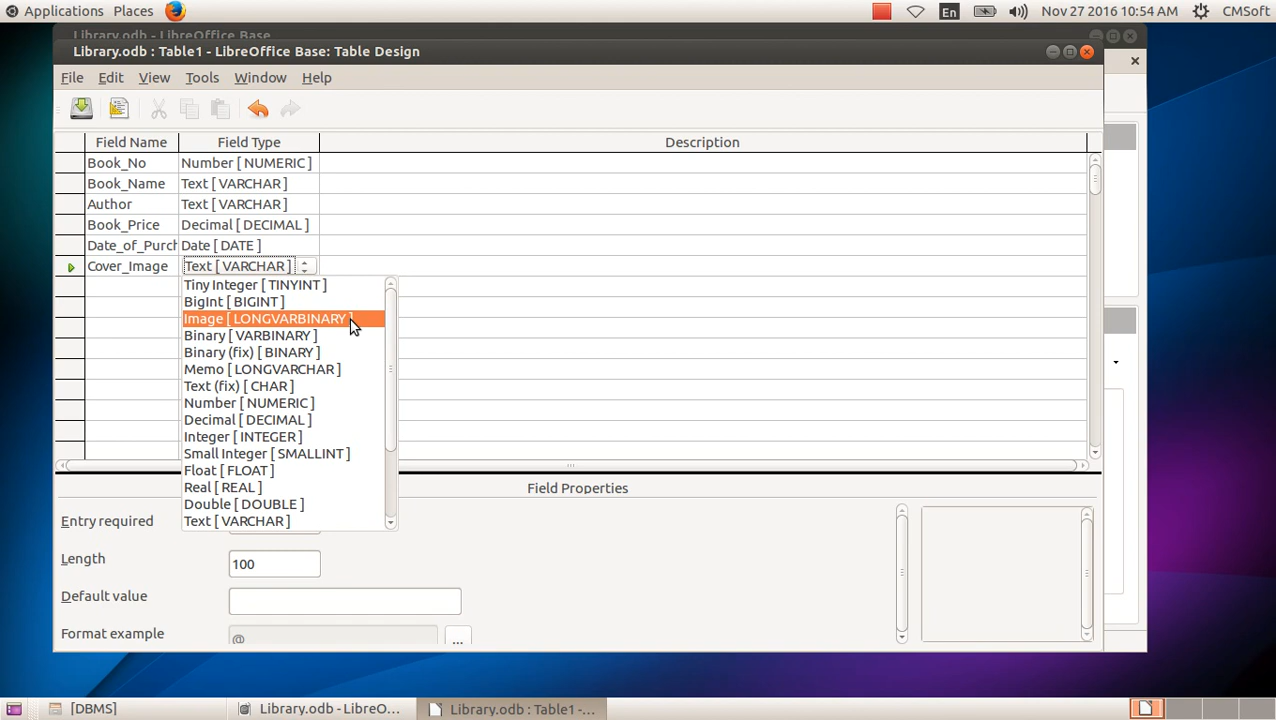 Applications Places En Nov 27 2016 10:54 AM CMSoft
Library.odb - LibreOffice Base
Library.odb : Table1 - LibreOffice Base: Table Design
File Edit View Tools Window Help
Field Name Field Type Description
Book_No Number [ NUMERIC ]
Book_Name Text [ VARCHAR ]
Author Text [ VARCHAR ]
Book_Price Decimal [ DECIMAL ]
Date_of_Purch Date [ DATE ]
Cover_Image Text [ VARCHAR ]
Tiny Integer [ TINYINT ]
BigInt [ BIGINT ]
Image [ LONGVARBINARY ]
Binary [ VARBINARY ]
Binary (fix) [ BINARY ]
Memo [ LONGVARCHAR ]
Text (fix) [ CHAR ]
Number [ NUMERIC ]
Decimal [ DECIMAL ]
Integer [ INTEGER ]
Small Integer [ SMALLINT ]
Float [ FLOAT ]
Real [ REAL ]
Double [ DOUBLE ]
Text [ VARCHAR ]
Field Properties
Entry required
Length 100
Default value
Format example @ ...
[DBMS] Library.odb - LibreO... Library.odb : Table1 -...